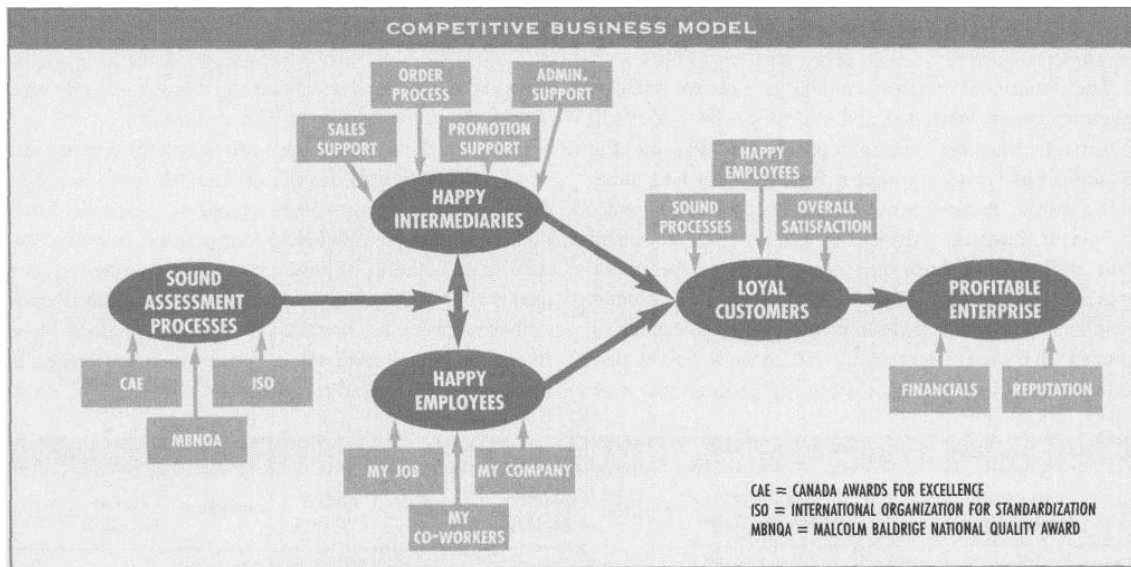 COMPETITIVE BUSINESS MODEL
ORDER
PROCESS
ADMIN.
SUPPORT
SALES
SUPPORT
PROMOTION
SUPPORT
HAPPY
INTERMEDIARIES
HAPPY
EMPLOYEES
SOUND
PROCESSES
OVERALL
SATISFACTION
SOUND
ASSESSMENT
PROCESSES
LOYAL
CUSTOMERS
PROFITABLE
ENTERPRISE
CAE
ISO
MBNQA
HAPPY
EMPLOYEES
FINANCIALS
REPUTATION
MY JOB
MY COMPANY
MY
CO-WORKERS
CAE = CANADA AWARDS FOR EXCELLENCE
ISO = INTERNATIONAL ORGANIZATION FOR STANDARDIZATION
MBNQA = MALCOLM BALDRIGE NATIONAL QUALITY AWARD